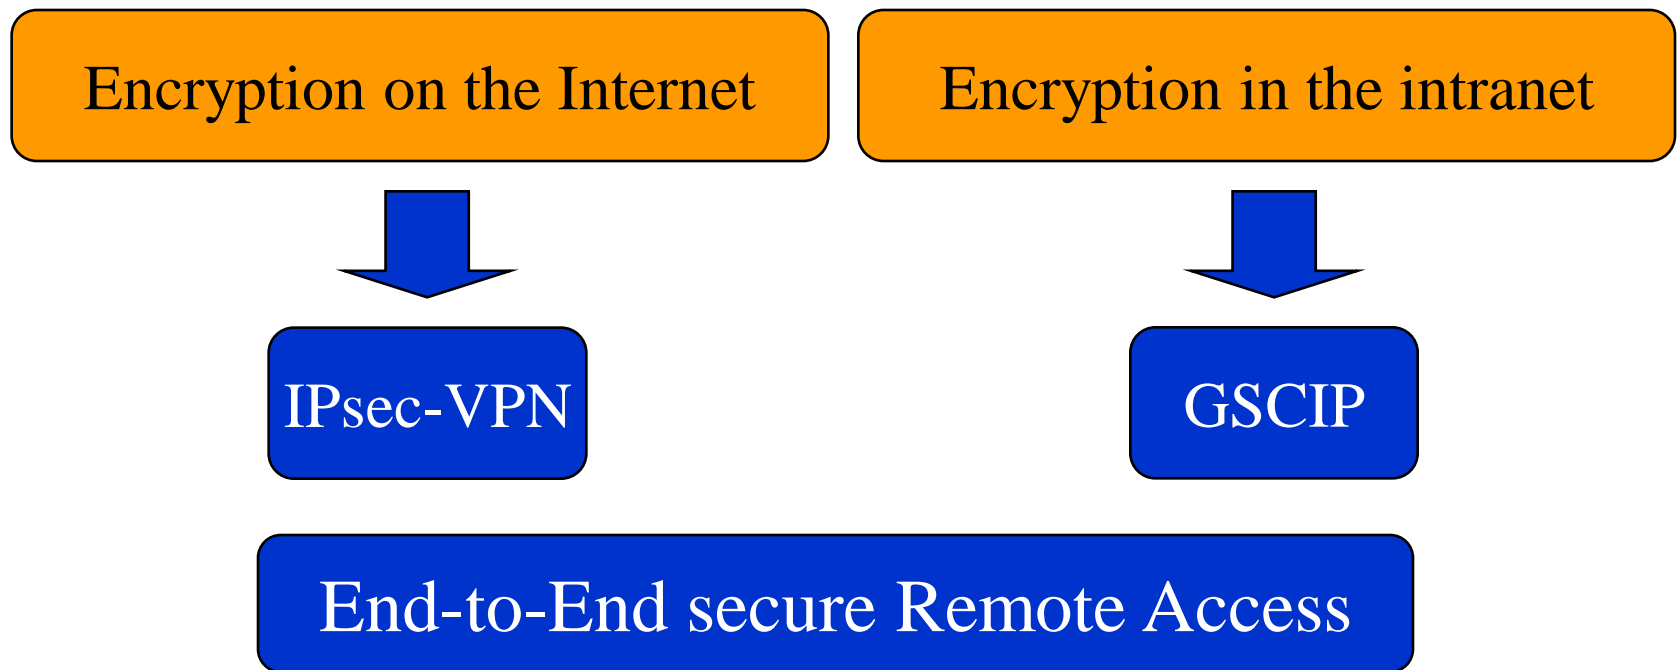 Encryption on the Internet
Encryption in the intranet
IPsec-VPN
GSCIP
End-to-End secure Remote Access